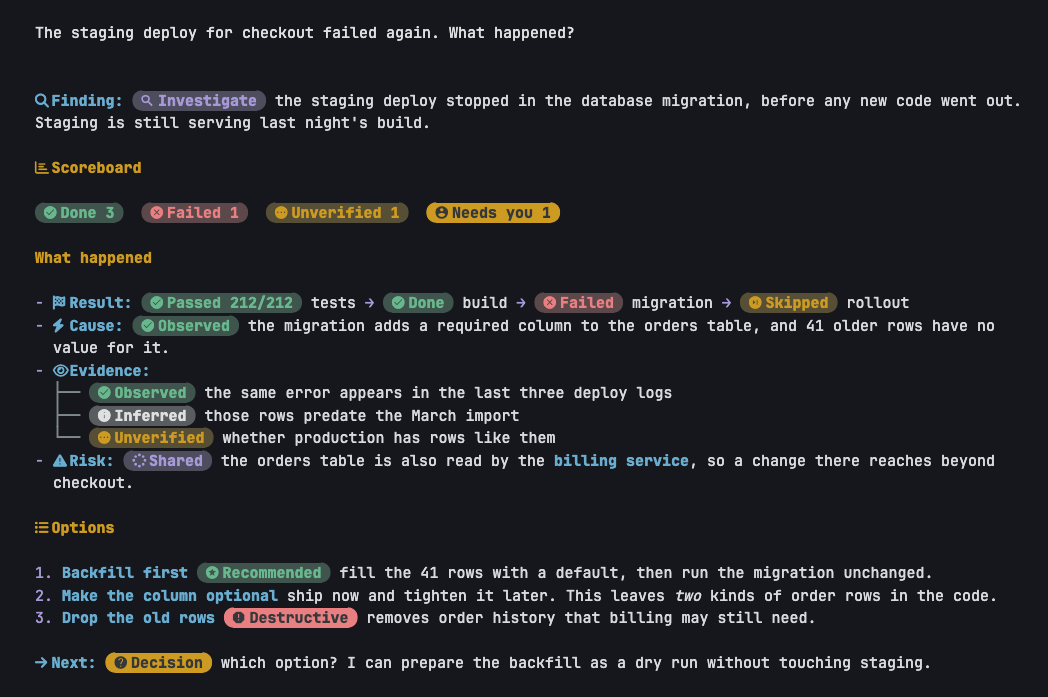 The staging deploy for checkout failed again. What happened?
Finding: Investigate the staging deploy stopped in the database migration, before any new code went out.
Staging is still serving last night's build.
Scoreboard
Done 3 Failed 1 Unverified 1 Needs you 1
What happened
- Result: Passed 212/212 tests → Done build → Failed migration → Skipped rollout
- Cause: Observed the migration adds a required column to the orders table, and 41 older rows have no
value for it.
- Evidence:
├── Observed the same error appears in the last three deploy logs
├── Inferred those rows predate the March import
└── Unverified whether production has rows like them
- Risk: Shared the orders table is also read by the billing service, so a change there reaches beyond
checkout.
Options
1. Backfill first Recommended fill the 41 rows with a default, then run the migration unchanged.
2. Make the column optional ship now and tighten it later. This leaves two kinds of order rows in the code.
3. Drop the old rows Destructive removes order history that billing may still need.
→ Next: Decision which option? I can prepare the backfill as a dry run without touching staging.